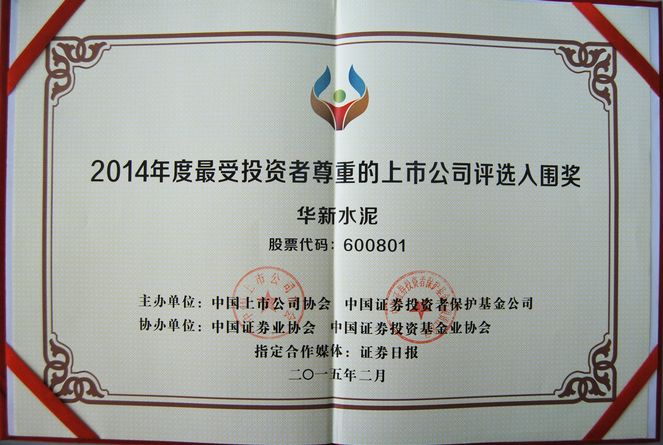 2014年度最受投资者尊重的上市公司评选入围奖
华新水泥
股票代码：600801
主办单位：中国上市公司协会 中国证券投资者保护基金公司
协办单位：中国证券业协会 中国证券投资基金业协会
指定合作媒体：证券日报
二〇一五年二月